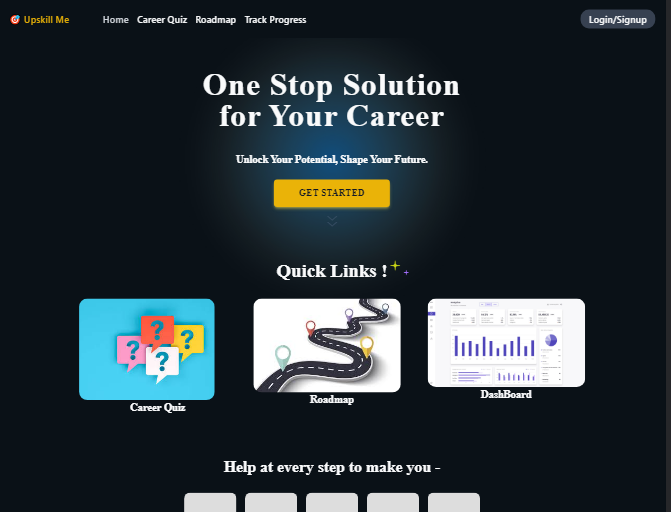 Upskill Me
Home Career Quiz Roadmap Track Progress
Login/Signup
One Stop Solution
for Your Career
Unlock Your Potential, Shape Your Future.
GET STARTED
Quick Links !
? ? ? ?
Career Quiz
Roadmap
DashBoard
Help at every step to make you -